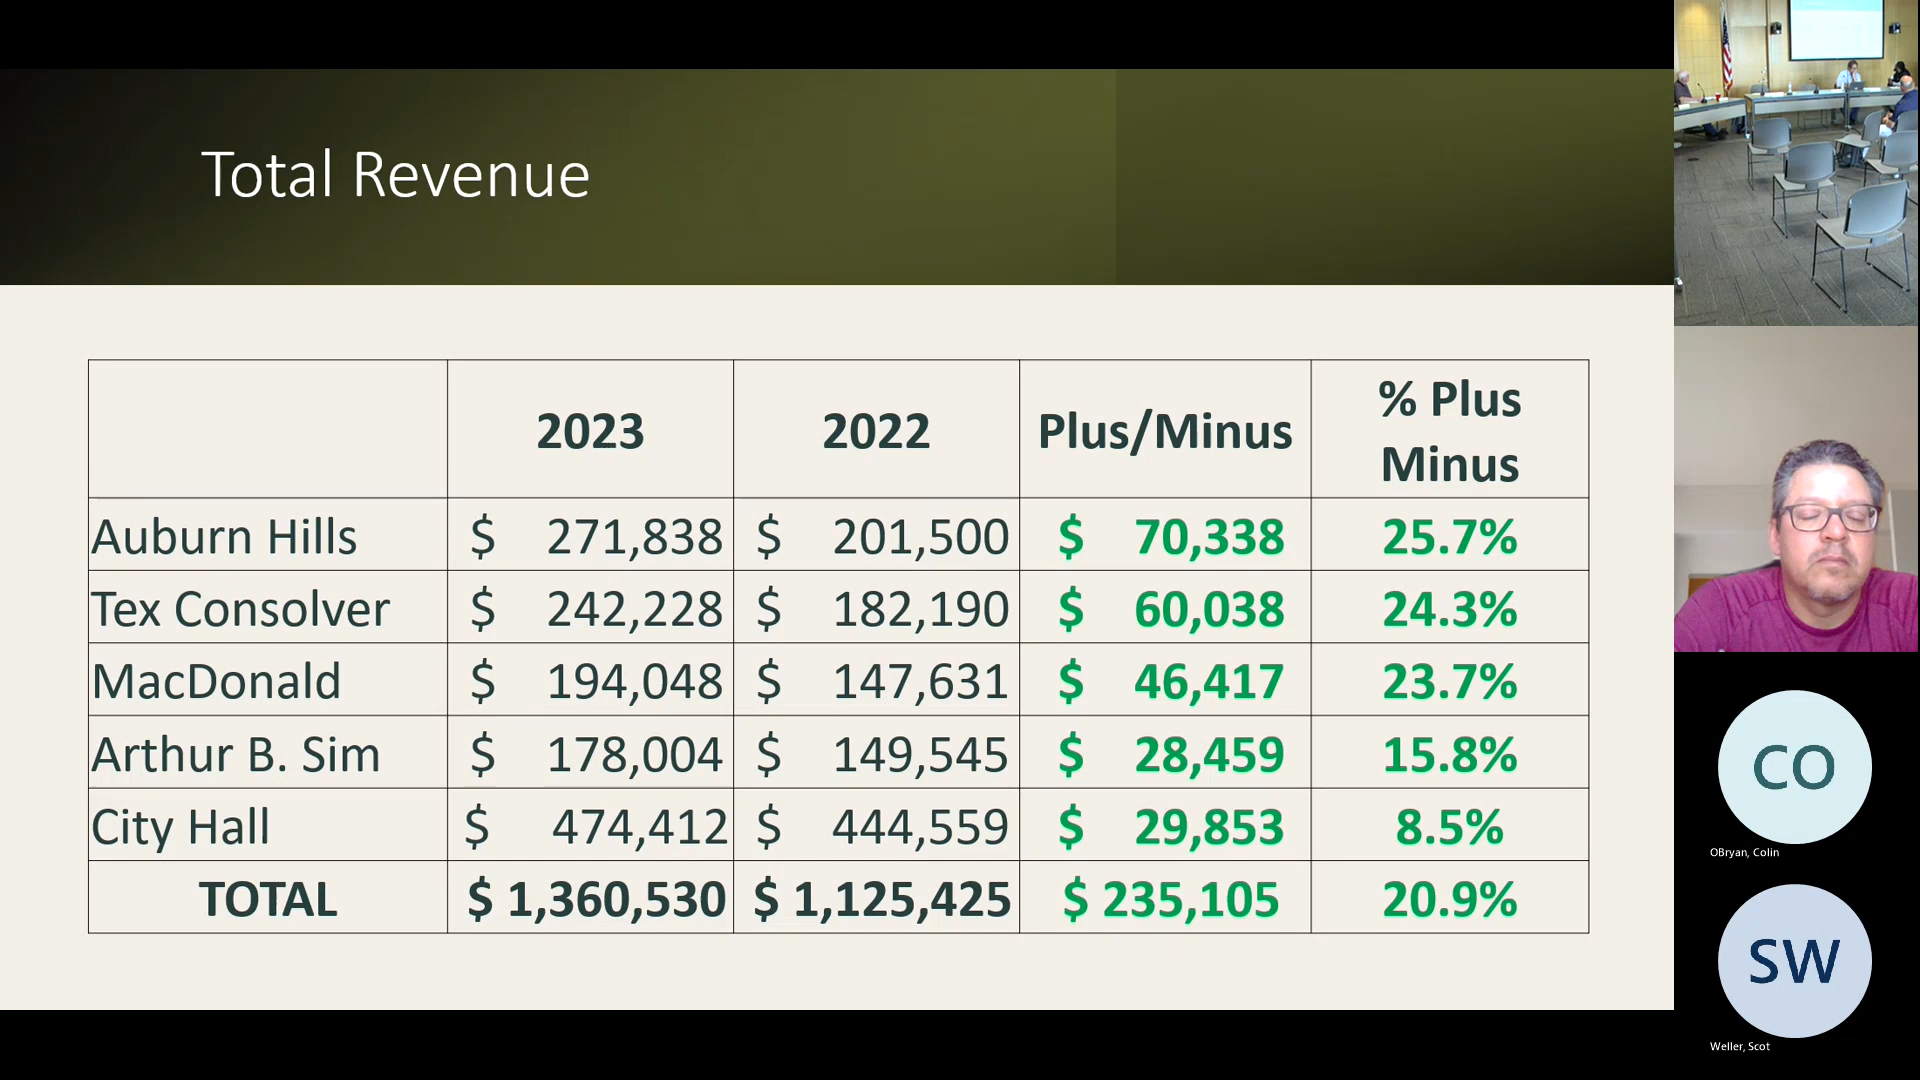 Total Revenue
2023 2022 Plus/Minus % Plus Minus
Auburn Hills $ 271,838 $ 201,500 $ 70,338 25.7%
Tex Consolver $ 242,228 $ 182,190 $ 60,038 24.3%
MacDonald $ 194,048 $ 147,631 $ 46,417 23.7%
Arthur B. Sim $ 178,004 $ 149,545 $ 28,459 15.8%
City Hall $ 474,412 $ 444,559 $ 29,853 8.5%
TOTAL $ 1,360,530 $ 1,125,425 $ 235,105 20.9%
CO
OBryan, Colin
SW
Weller, Scot